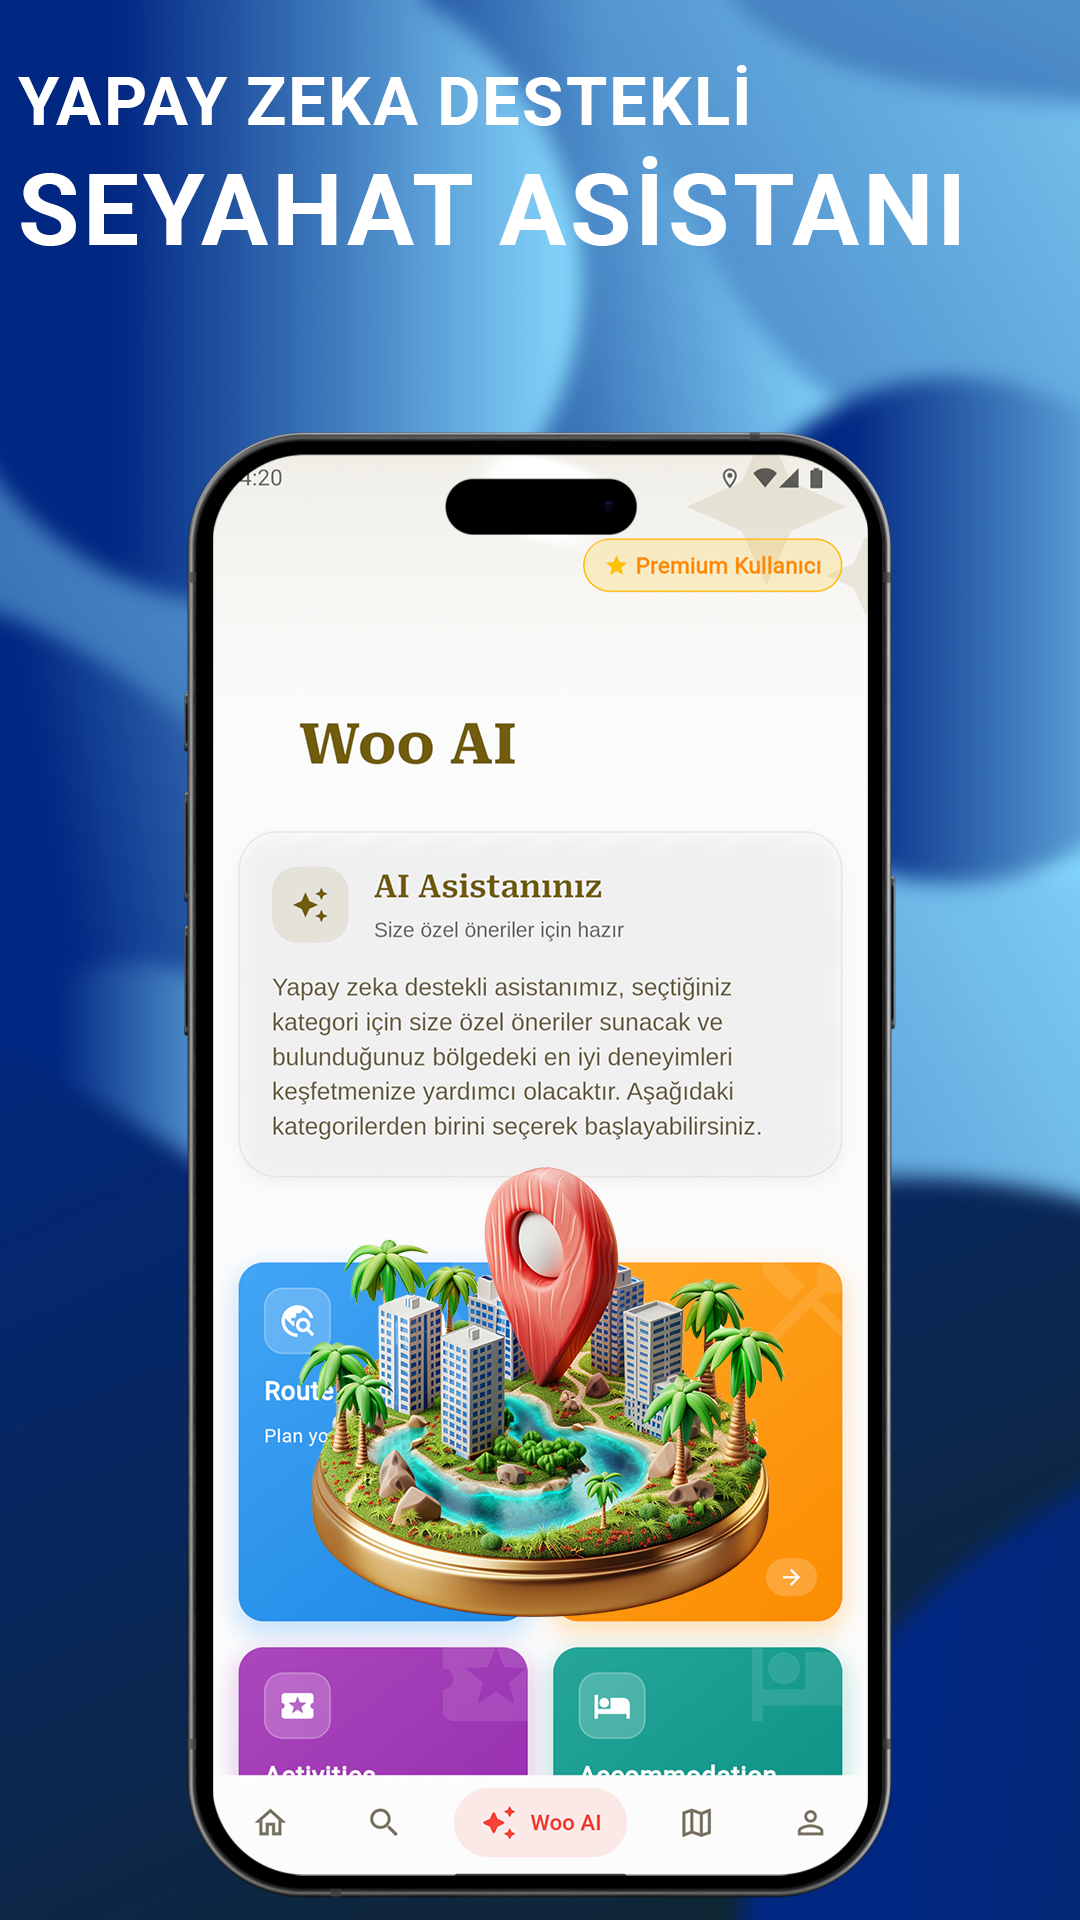 YAPAY ZEKA DESTEKLİ
SEYAHAT ASİSTANI
4:20
Premium Kullanıcı
Woo AI
AI Asistanınız
Size özel öneriler için hazır
Yapay zeka destekli asistanımız, seçtiğiniz
kategori için size özel öneriler sunacak ve
bulunduğunuz bölgedeki en iyi deneyimleri
keşfetmenize yardımcı olacaktır. Aşağıdaki
kategorilerden birini seçerek başlayabilirsiniz.
Route
Plan
Activities
Accommodation
Woo AI